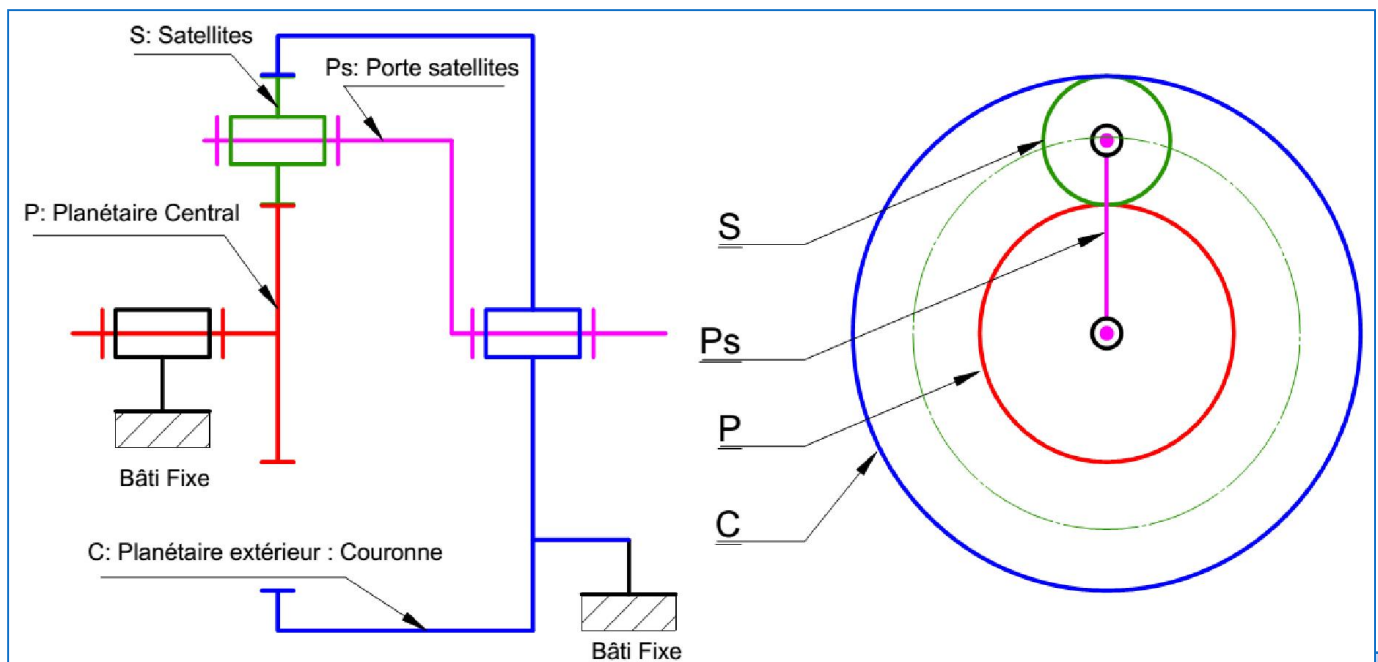 S: Satellites
Ps: Porte satellites
P: Planétaire Central
Bâti Fixe
C: Planétaire extérieur : Couronne
Bâti Fixe
S
Ps
P
C